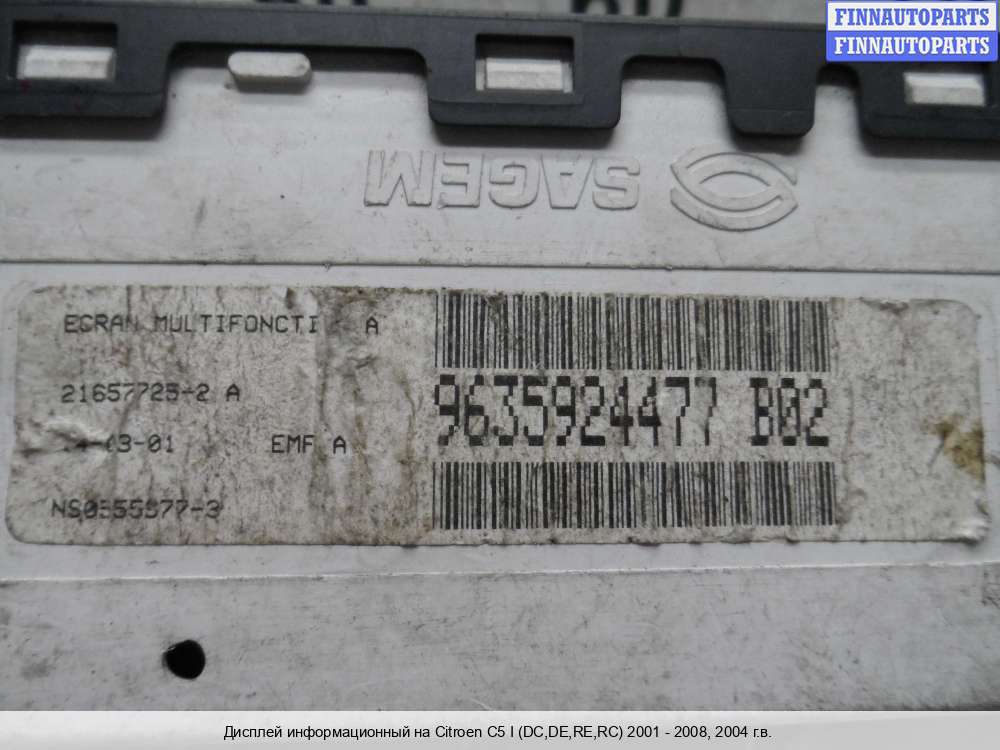 FINNAUTOPARTS
FINNAUTOPARTS
SAGEM
ECRAN MULTIFONCTI A
21657725-2 A
03-01 EMF A
9635924477 B02
Дисплей информационный на Citroen C5 I (DC,DE,RE,RC) 2001 - 2008, 2004 г.в.